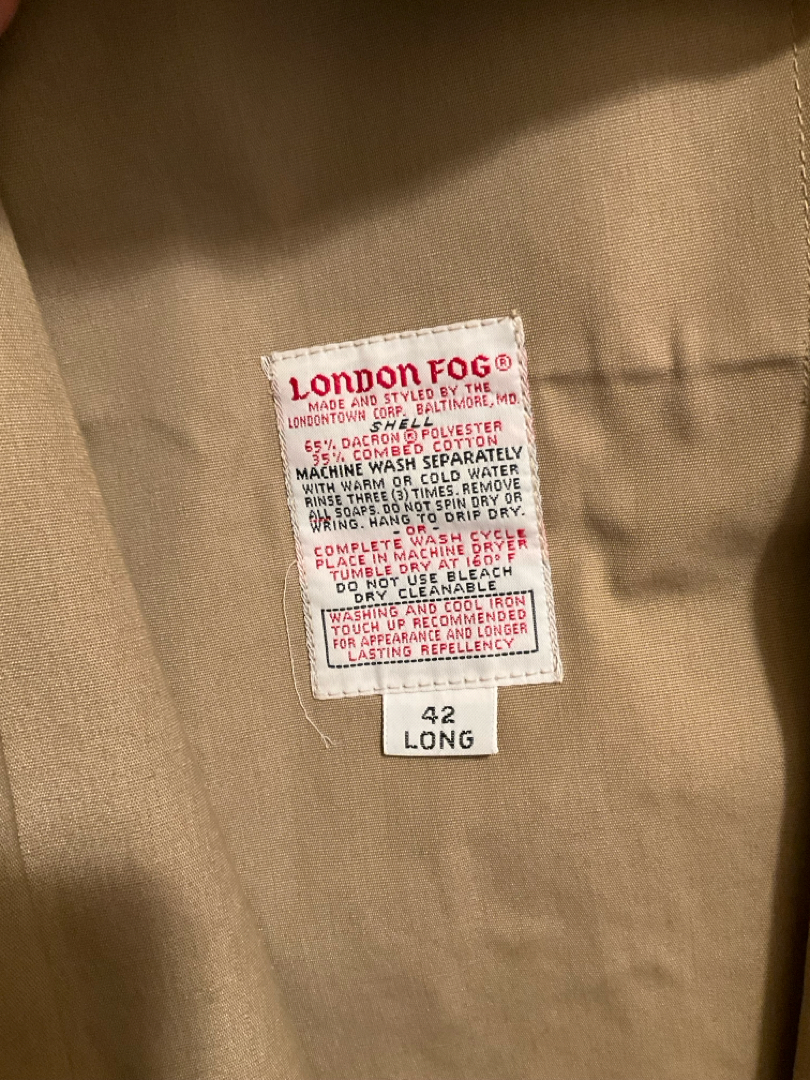 LONDON FOG®
MADE AND STYLED BY THE
LONDONTOWN CORP. BALTIMORE, MD.
SHELL
65% DACRON ® POLYESTER
35% COMBED COTTON
MACHINE WASH SEPARATELY
WITH WARM OR COLD WATER
RINSE THREE (3) TIMES. REMOVE
ALL SOAPS. DO NOT SPIN DRY OR
WRING. HANG TO DRIP DRY.
- OR -
COMPLETE WASH CYCLE
PLACE IN MACHINE DRYER
TUMBLE DRY AT 160° F
DO NOT USE BLEACH
DRY CLEANABLE
WASHING AND COOL IRON
TOUCH UP RECOMMENDED
FOR APPEARANCE AND LONGER
LASTING REPELLENCY
42
LONG